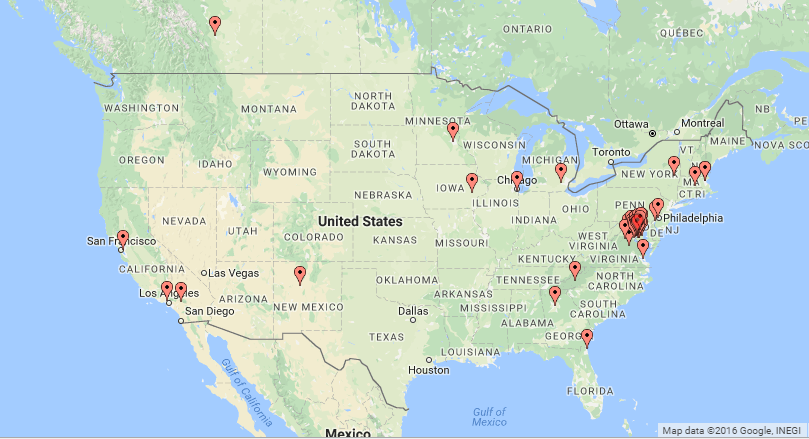 ONTARIO
QUÉBEC
WASHINGTON
MONTANA
NORTH
DAKOTA
MINNESOTA
Ottawa
Montreal
NB
MAINE
NOVA SCO
OREGON
IDAHO
SOUTH
DAKOTA
WISCONSIN
MICHIGAN
Toronto
VT
WYOMING
NEW YORK
IOWA
MA
CT
RI
NEBRASKA
ILLINOIS
OHIO
PENN
NEVADA
United States
INDIANA
Philadelphia
UTAH
COLORADO
KANSAS
MISSOURI
WEST
VIRGINIA
DE
NJ
San Francisco
KENTUCKY
VIRGINIA
CALIFORNIA
Las Vegas
OKLAHOMA
TENNESSEE
NORTH
CAROLINA
Los Angeles
ARIZONA
NEW MEXICO
ARKANSAS
SOUTH
CAROLINA
San Diego
Dallas
MISSISSIPPI
ALABAMA
TEXAS
GEORG
LOUISIANA
Houston
Gulf of
California
FLORIDA
Gulf of
Mexico
Mexico
Map data ©2016 Google, INEGI